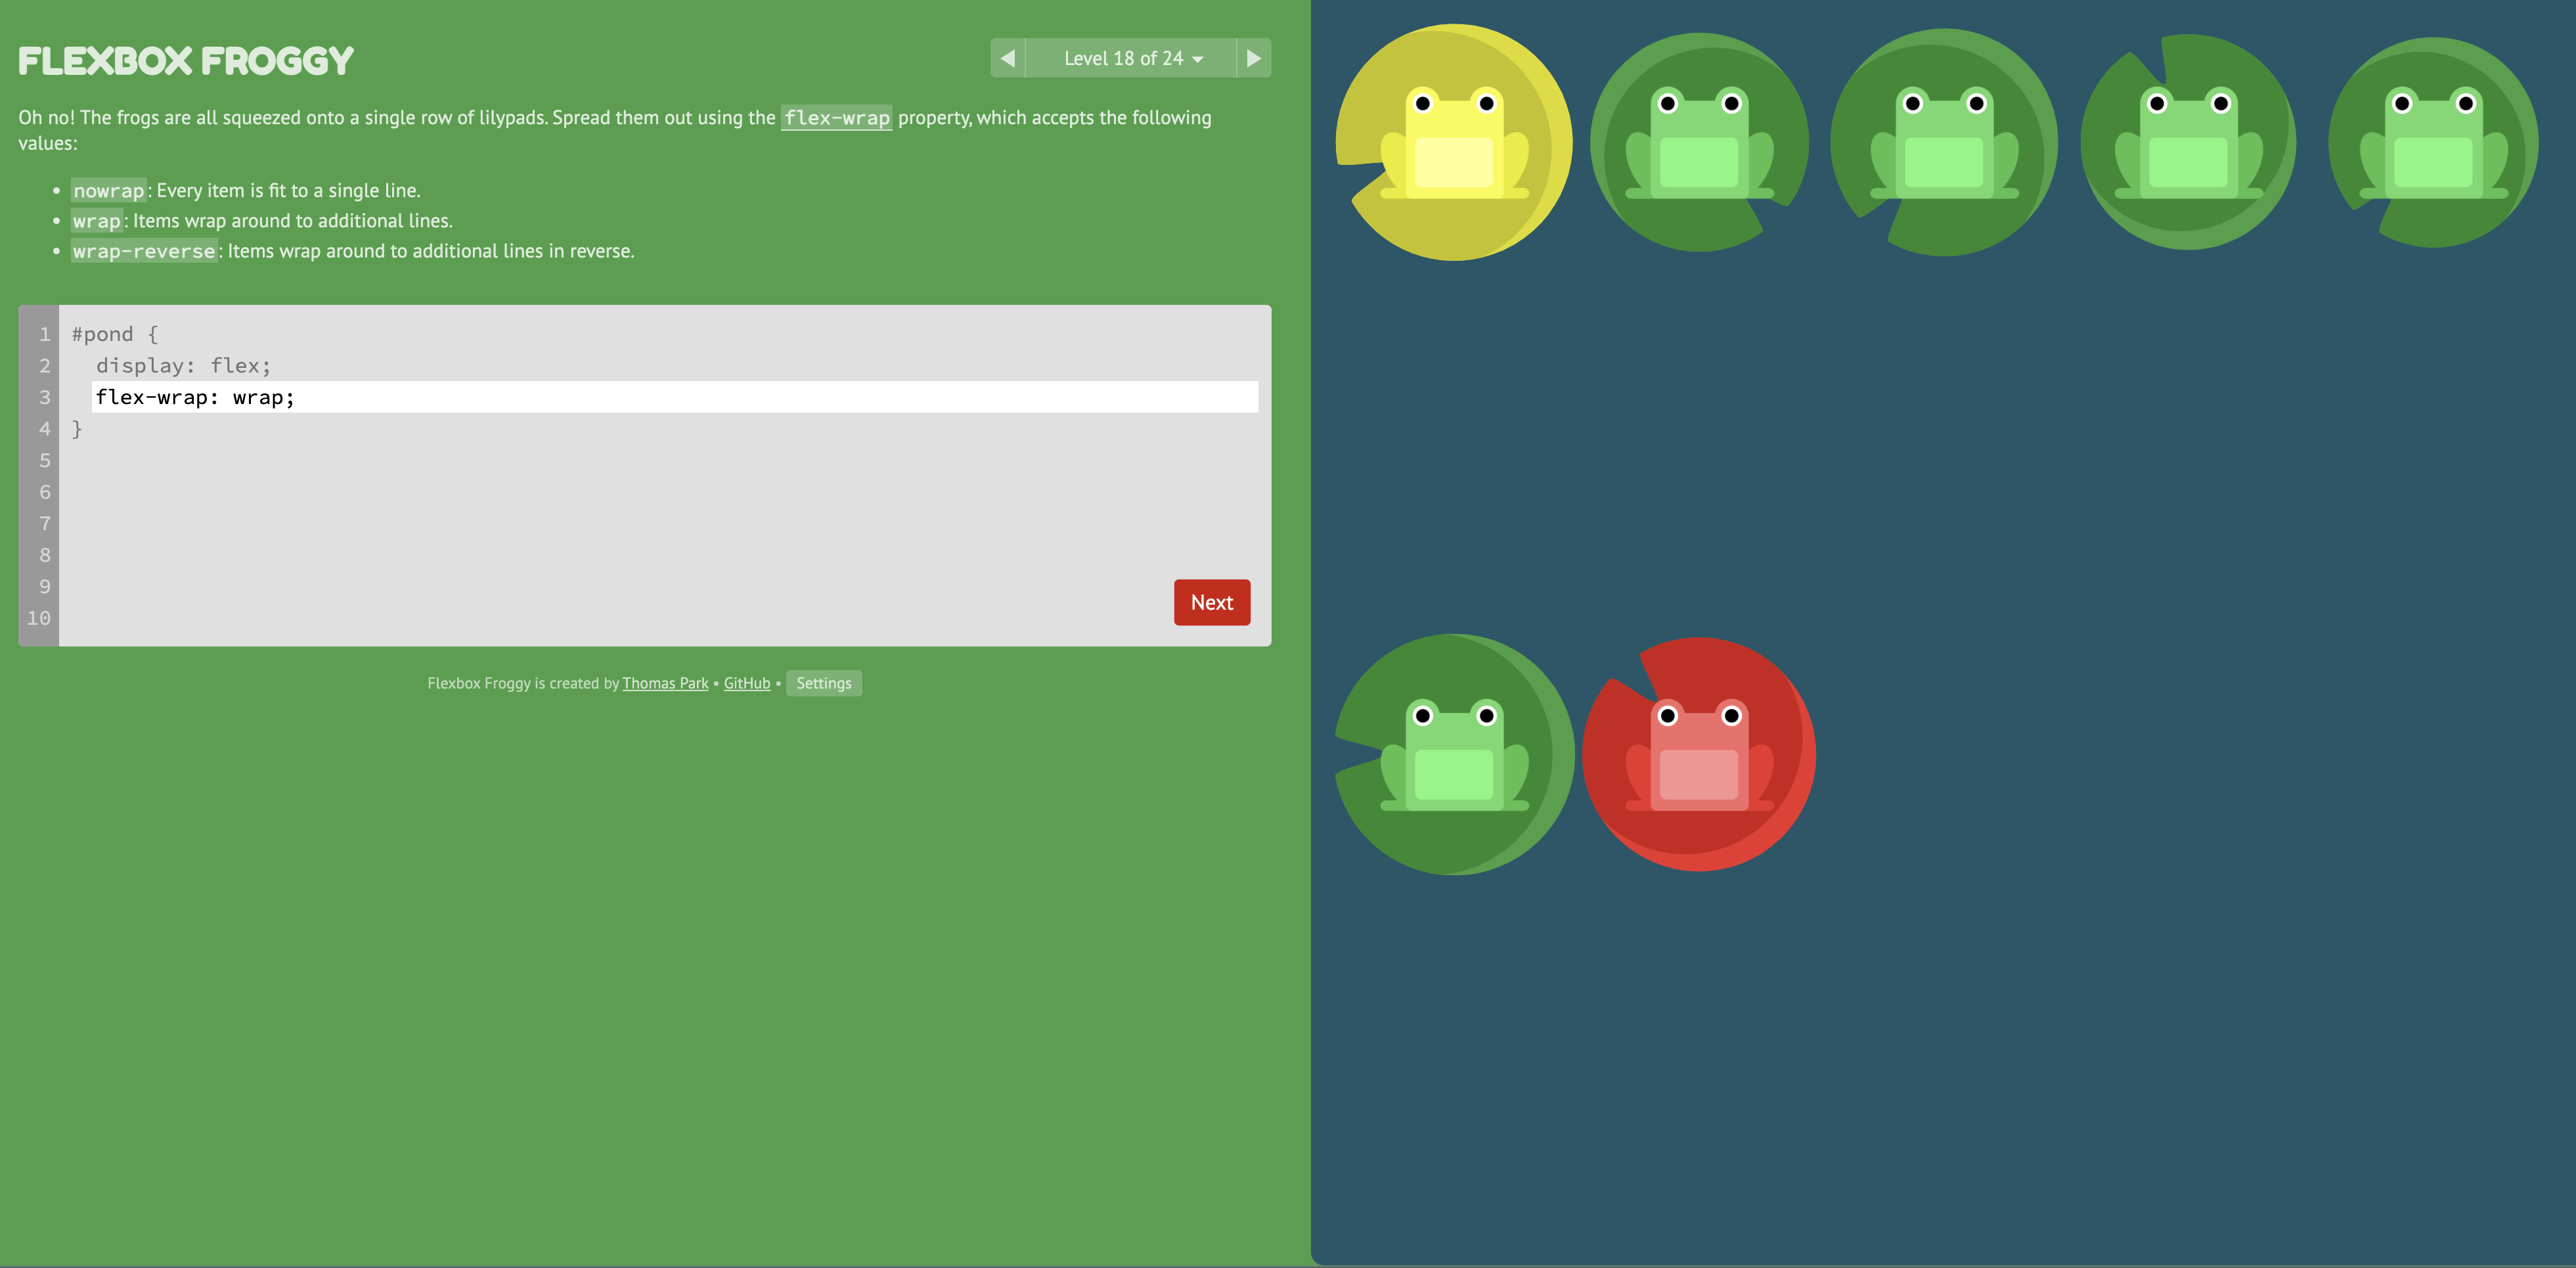 FLEXBOX FROGGY
Level 18 of 24
Oh no! The frogs are all squeezed onto a single row of lilypads. Spread them out using the flex-wrap property, which accepts the following
values:
• nowrap: Every item is fit to a single line.
• wrap: Items wrap around to additional lines.
• wrap-reverse: Items wrap around to additional lines in reverse.
1 #pond {
2 display: flex;
3 flex-wrap: wrap;
4 }
5
6
7
8
9
10
Next
Flexbox Froggy is created by Thomas Park • GitHub • Settings